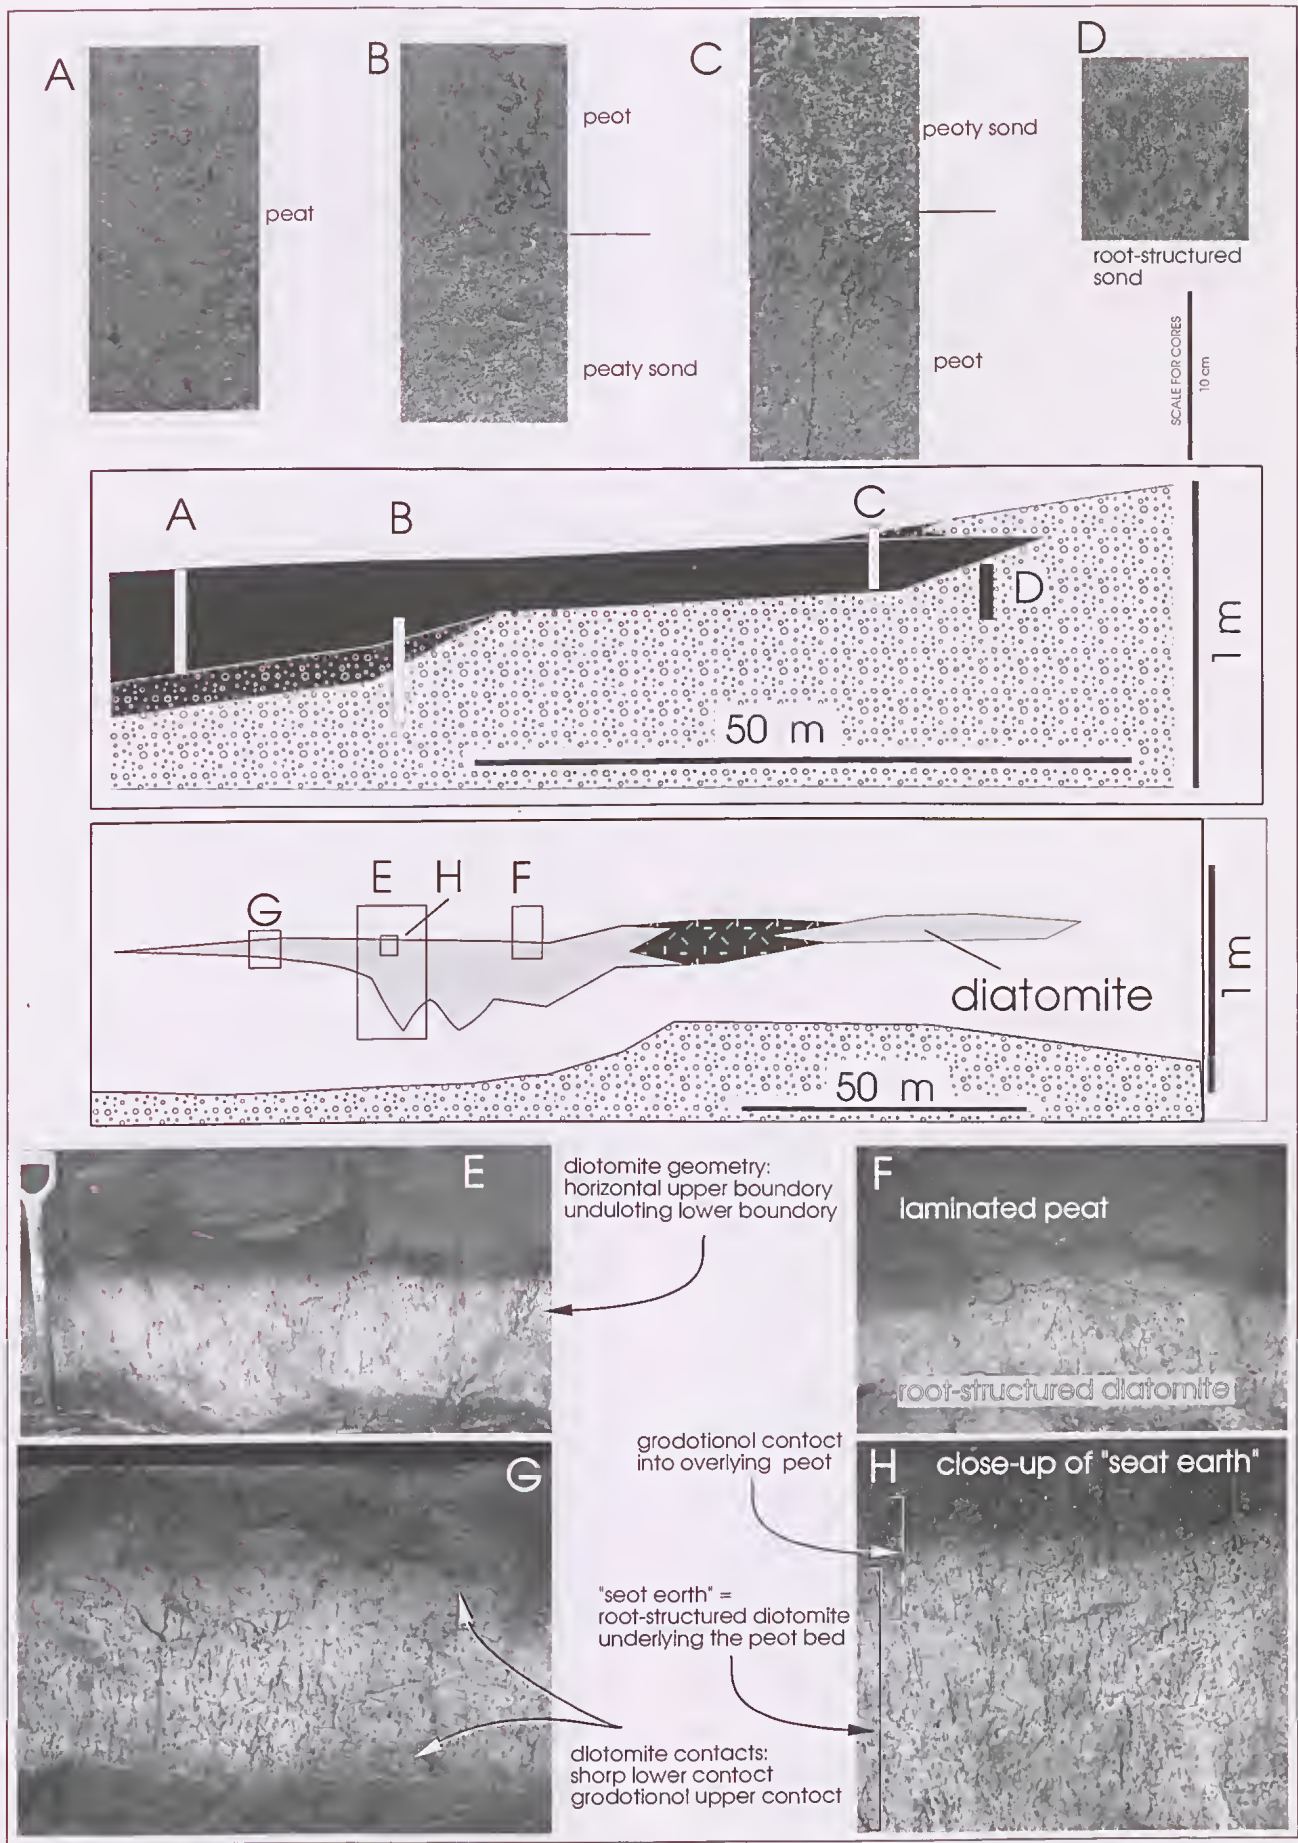 A
B
C
D
peat
peot
peaty sond
peoty sond
peot
root-structured
sond
SCALE FOR CORES
10 cm
A
B
C
D
50 m
1 m
G
E
H
F
diatomite
50 m
1 m
E
diotomite geometry:
horizontal upper boundory
unduloting lower boundory
F
laminated peat
root-structured diatomite
G
grodotionol contoct
into overlying peot
H close-up of "seat earth"
"seot eorth" =
root-structured diotomite
underlying the peot bed
diotomite contacts:
shorp lower contoct
grodotionol upper contoct